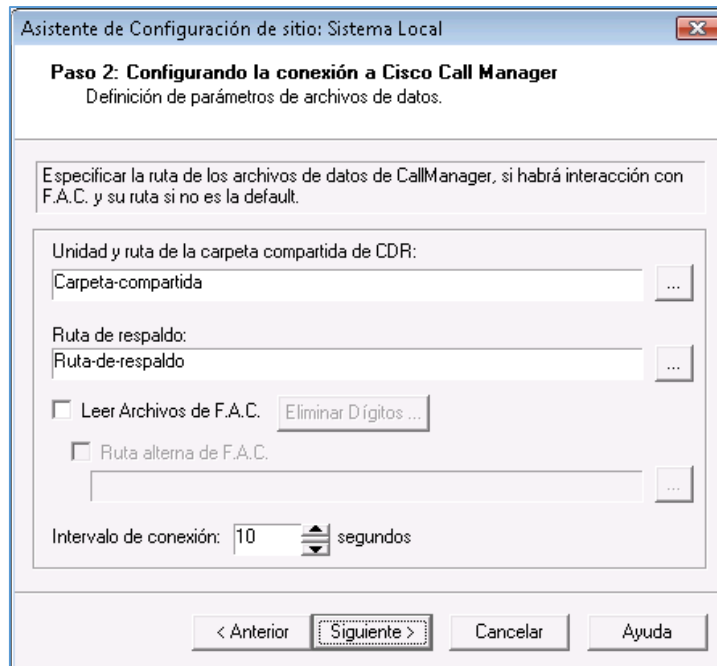 Asistente de Configuración de sitio: Sistema Local
Paso 2: Configurando la conexión a Cisco Call Manager
Definición de parámetros de archivos de datos.
Especificar la ruta de los archivos de datos de CallManager, si habrá interacción con
F.A.C. y su ruta si no es la default.
Unidad y ruta de la carpeta compartida de CDR:
Carpeta-compartida
...
Ruta de respaldo:
Ruta-de-respaldo
...
Leer Archivos de F.A.C.
Eliminar Dígitos ...
Ruta alterna de F.A.C.
...
Intervalo de conexión: 10 segundos
< Anterior
Siguiente >
Cancelar
Ayuda